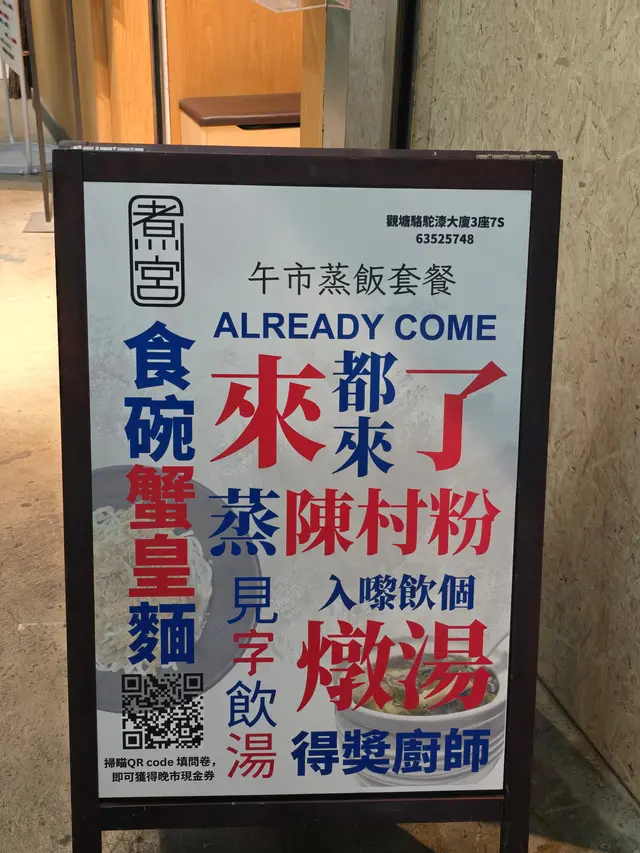 煮宮
觀塘駱駝漆大廈3座7S
63525748
午市蒸飯套餐
ALREADY COME
來都來了
蒸陳村粉
入嚟飲個
燉湯
得獎廚師
食碗蟹皇麵
見字飲湯
掃瞄QR code 填問卷，
即可獲得晚市現金券